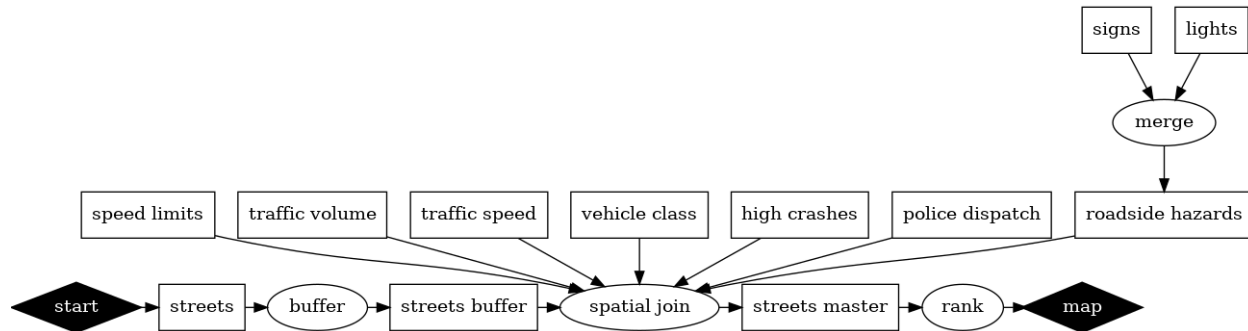 signs
lights
merge
speed limits
traffic volume
traffic speed
vehicle class
high crashes
police dispatch
roadside hazards
start
streets
buffer
streets buffer
spatial join
streets master
rank
map